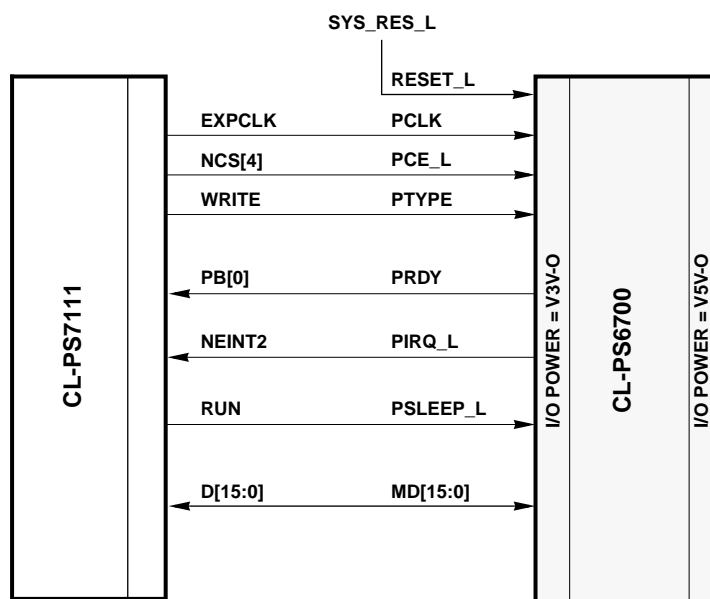 SYS_RES_L
RESET_L
EXPCLK PCLK
NCS[4] PCE_L
WRITE PTYPE
PB[0] PRDY
NEINT2 PIRQ_L
RUN PSLEEP_L
D[15:0] MD[15:0]
CL-PS7111
I/O POWER = V3V-O
CL-PS6700
I/O POWER = V5V-O